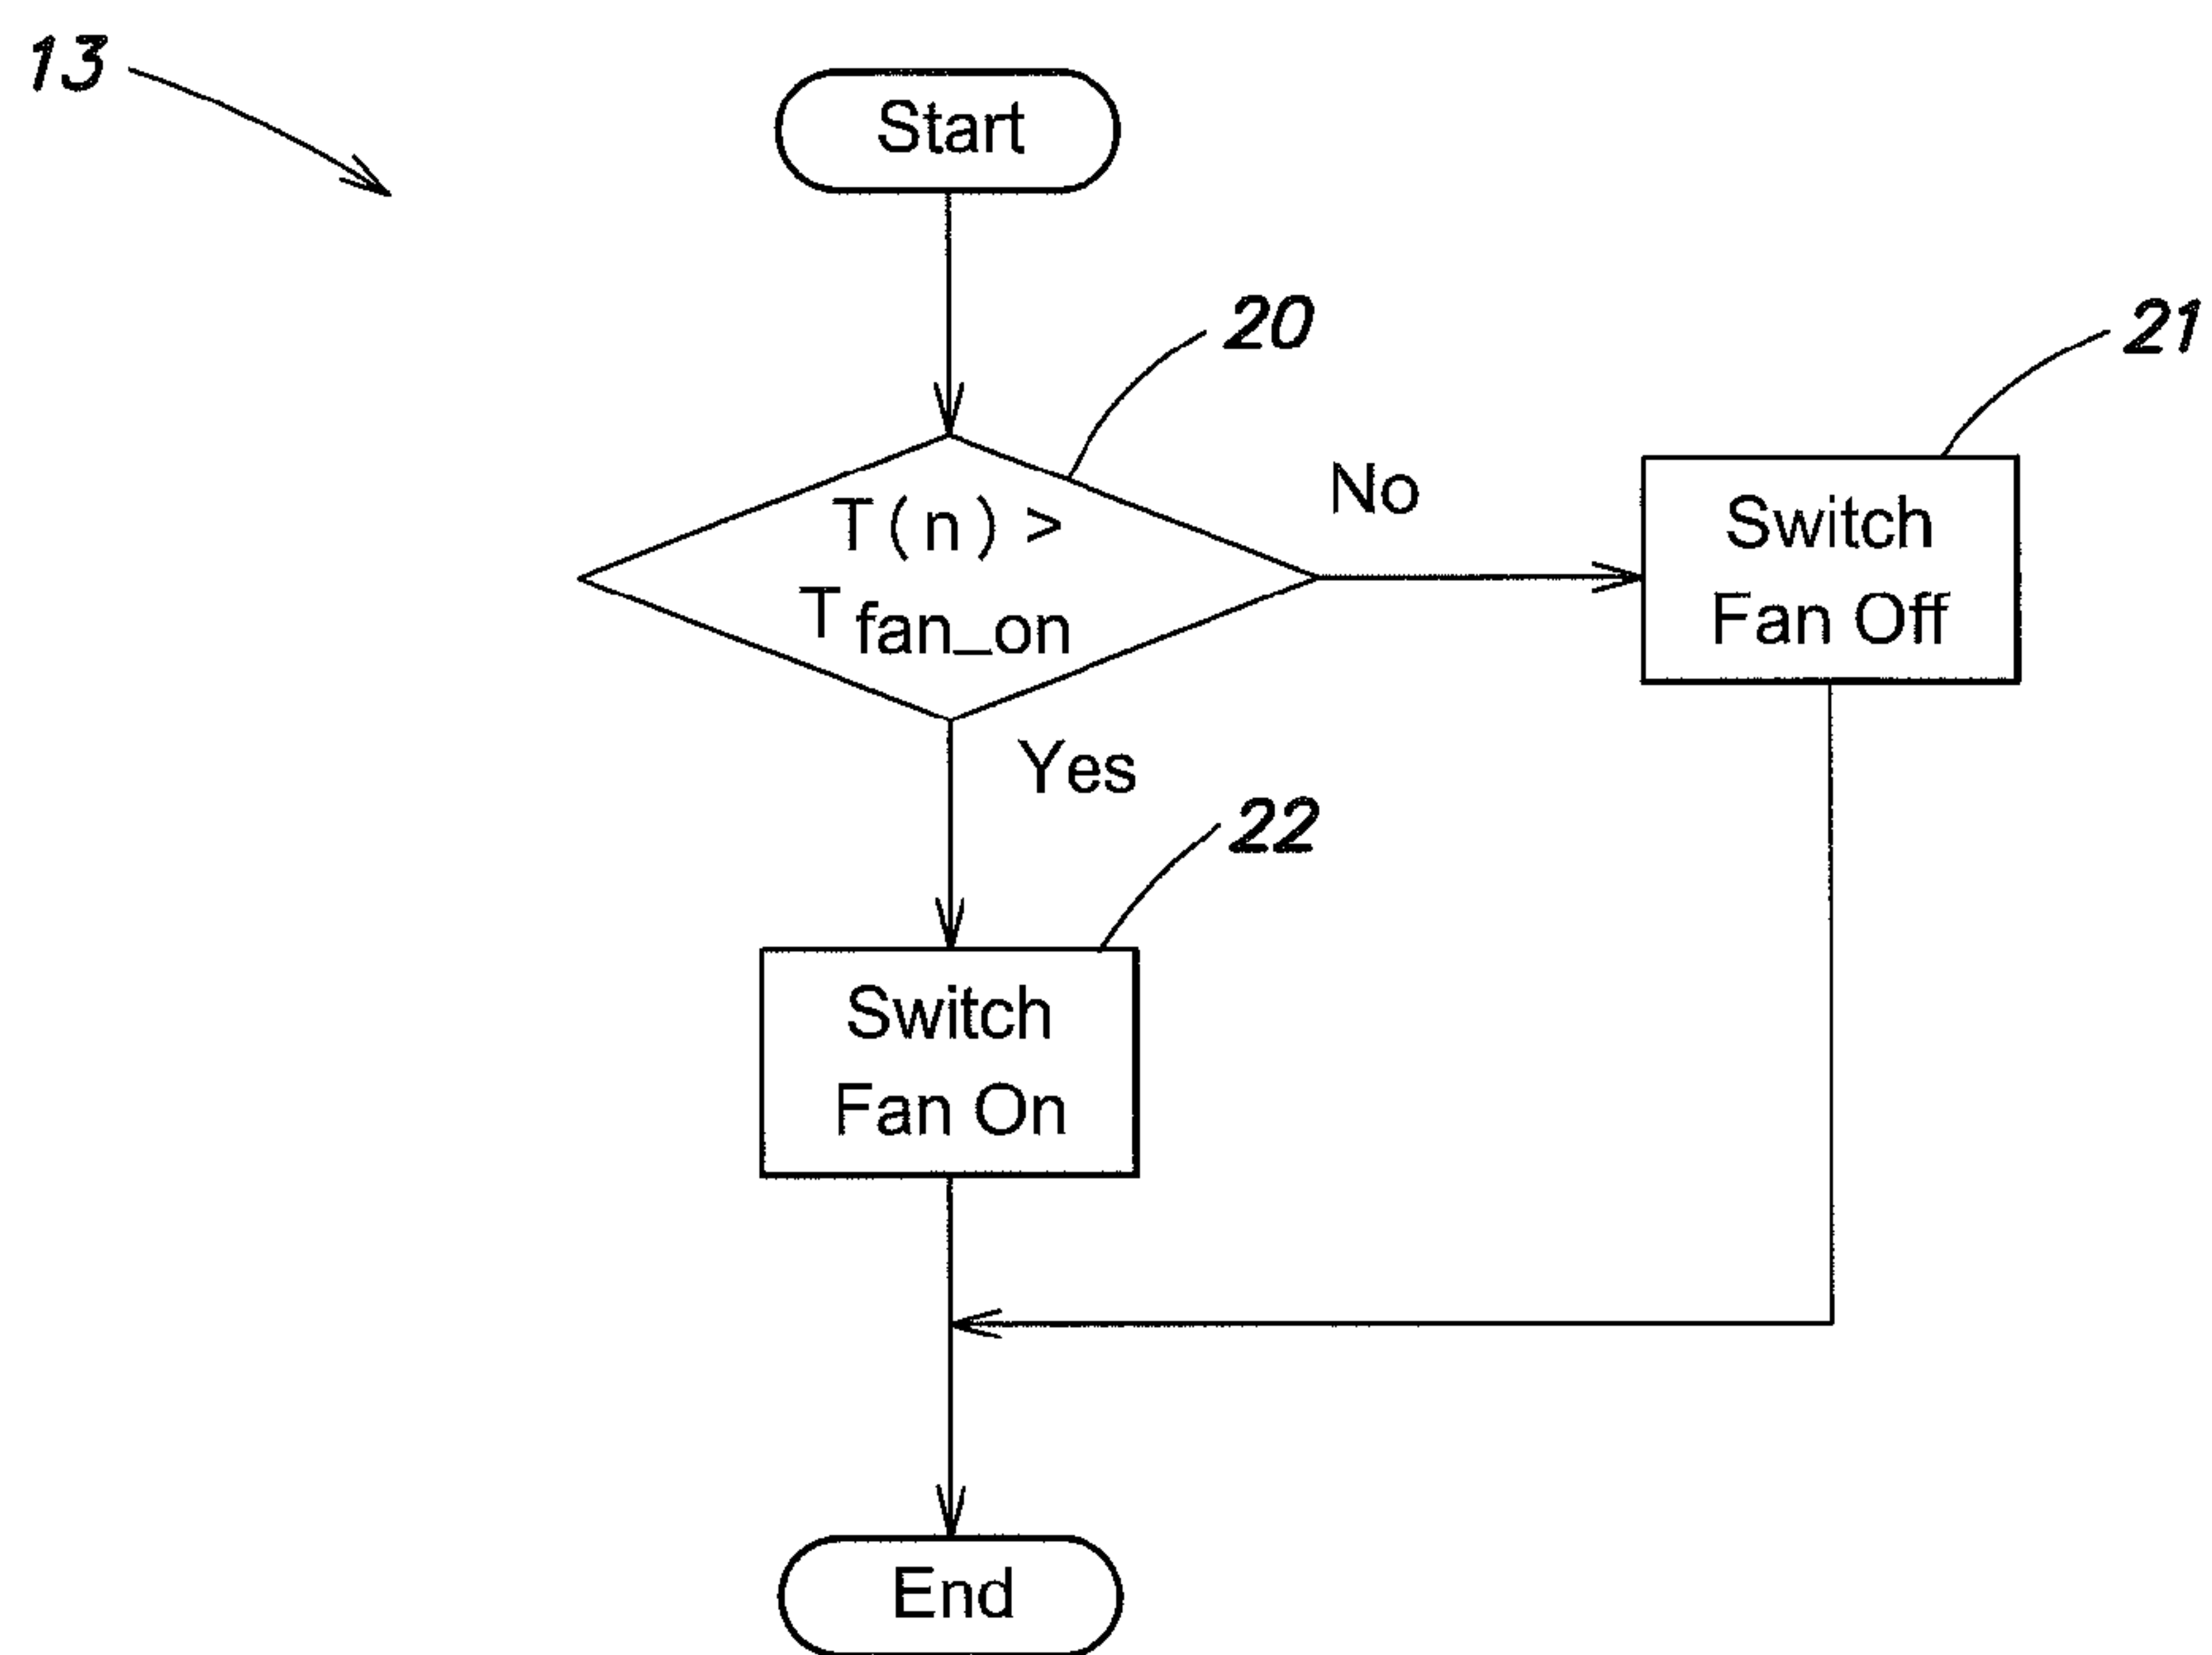 13
Start
20
21
T(n) >
T fan_on
No
Switch
Fan Off
Yes
22
Switch
Fan On
End